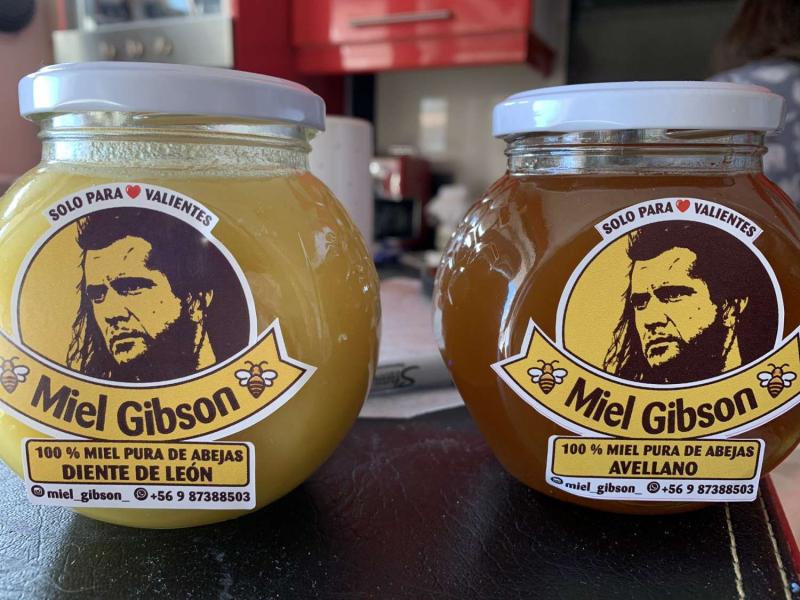 SOLO PARA❤️VALIENTES
Miel Gibson
100 % MIEL PURA DE ABEJAS
DIENTE DE LEÓN
miel_gibson_ +56 9 87388503
SOLO PARA❤️VALIENTES
Miel Gibson
100 % MIEL PURA DE ABEJAS
AVELLANO
miel_gibson_ +56 9 87388503